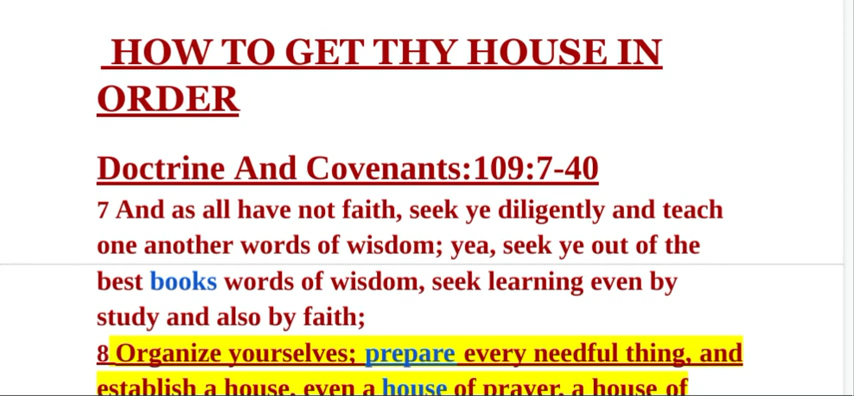 HOW TO GET THY HOUSE IN
ORDER
Doctrine And Covenants:109:7-40
7 And as all have not faith, seek ye diligently and teach
one another words of wisdom; yea, seek ye out of the
best books words of wisdom, seek learning even by
study and also by faith;
8 Organize yourselves; prepare every needful thing, and
establish a house, even a house of prayer, a house of